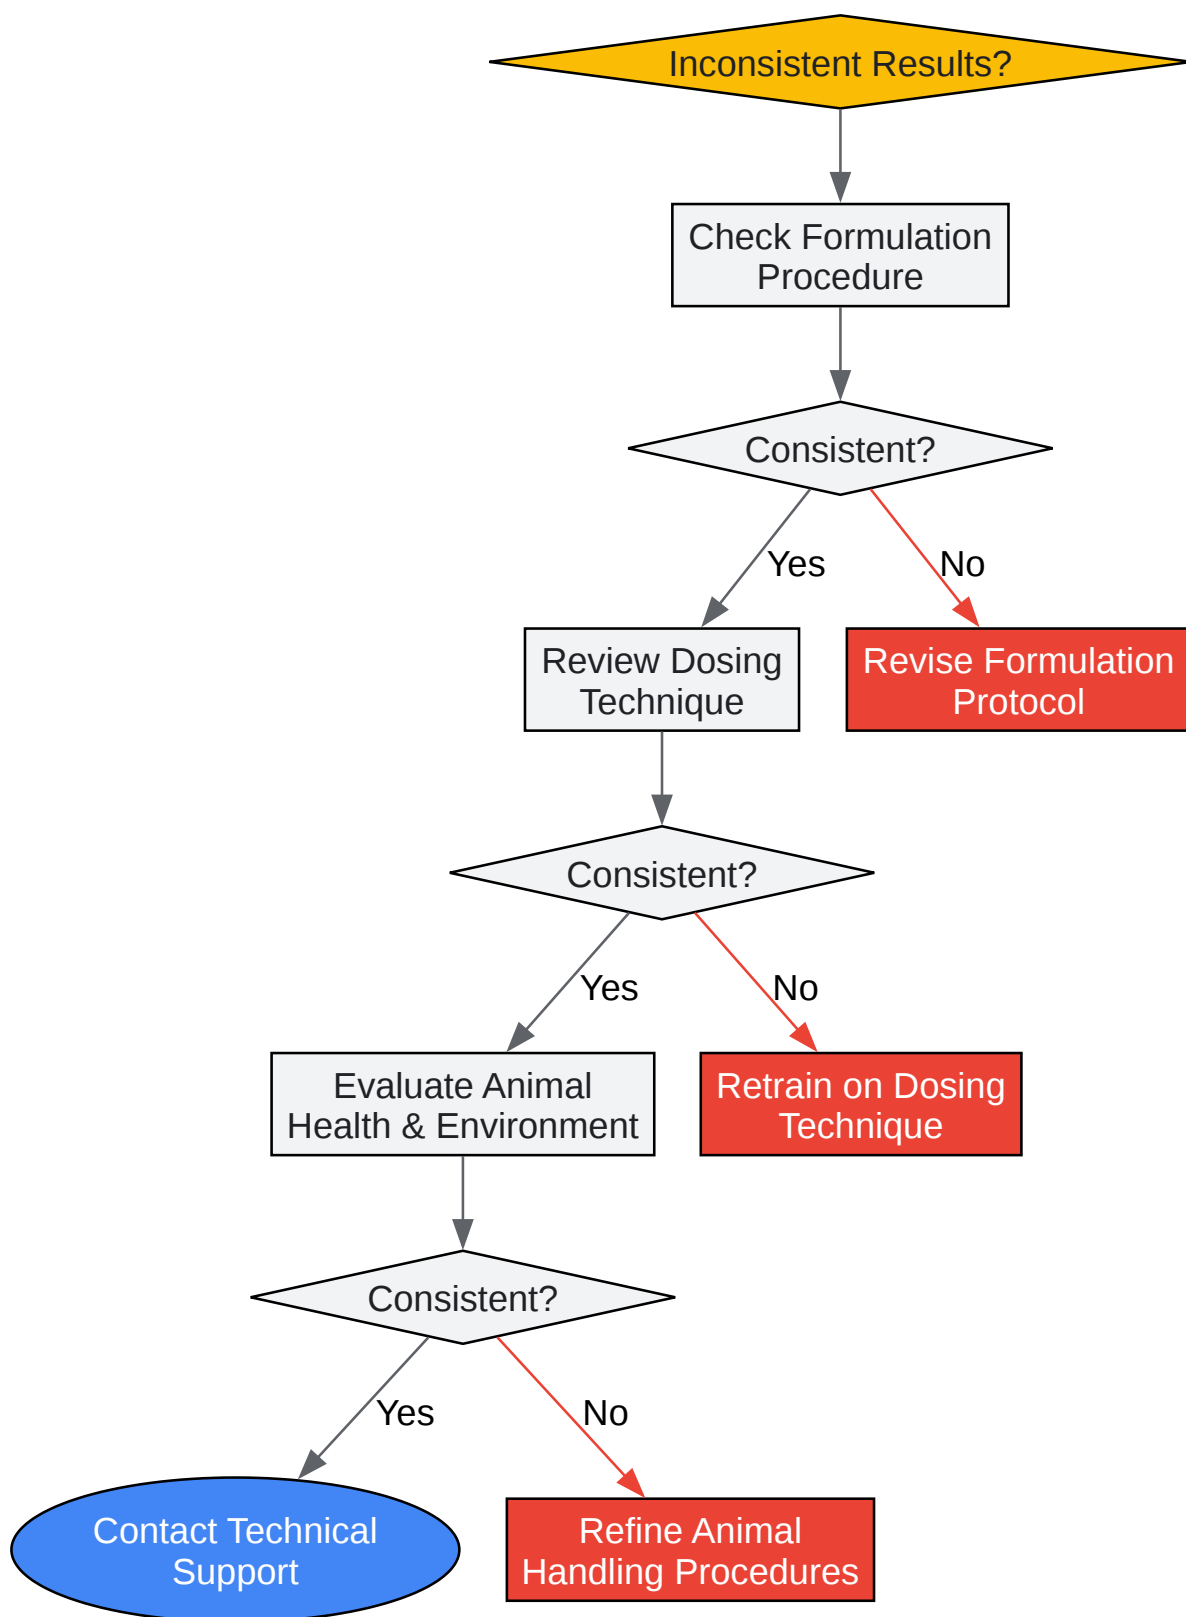 Inconsistent Results?
Check Formulation
Procedure
Consistent?
Yes
No
Review Dosing
Technique
Revise Formulation
Protocol
Consistent?
Yes
No
Evaluate Animal
Health & Environment
Retrain on Dosing
Technique
Consistent?
Yes
No
Contact Technical
Support
Refine Animal
Handling Procedures